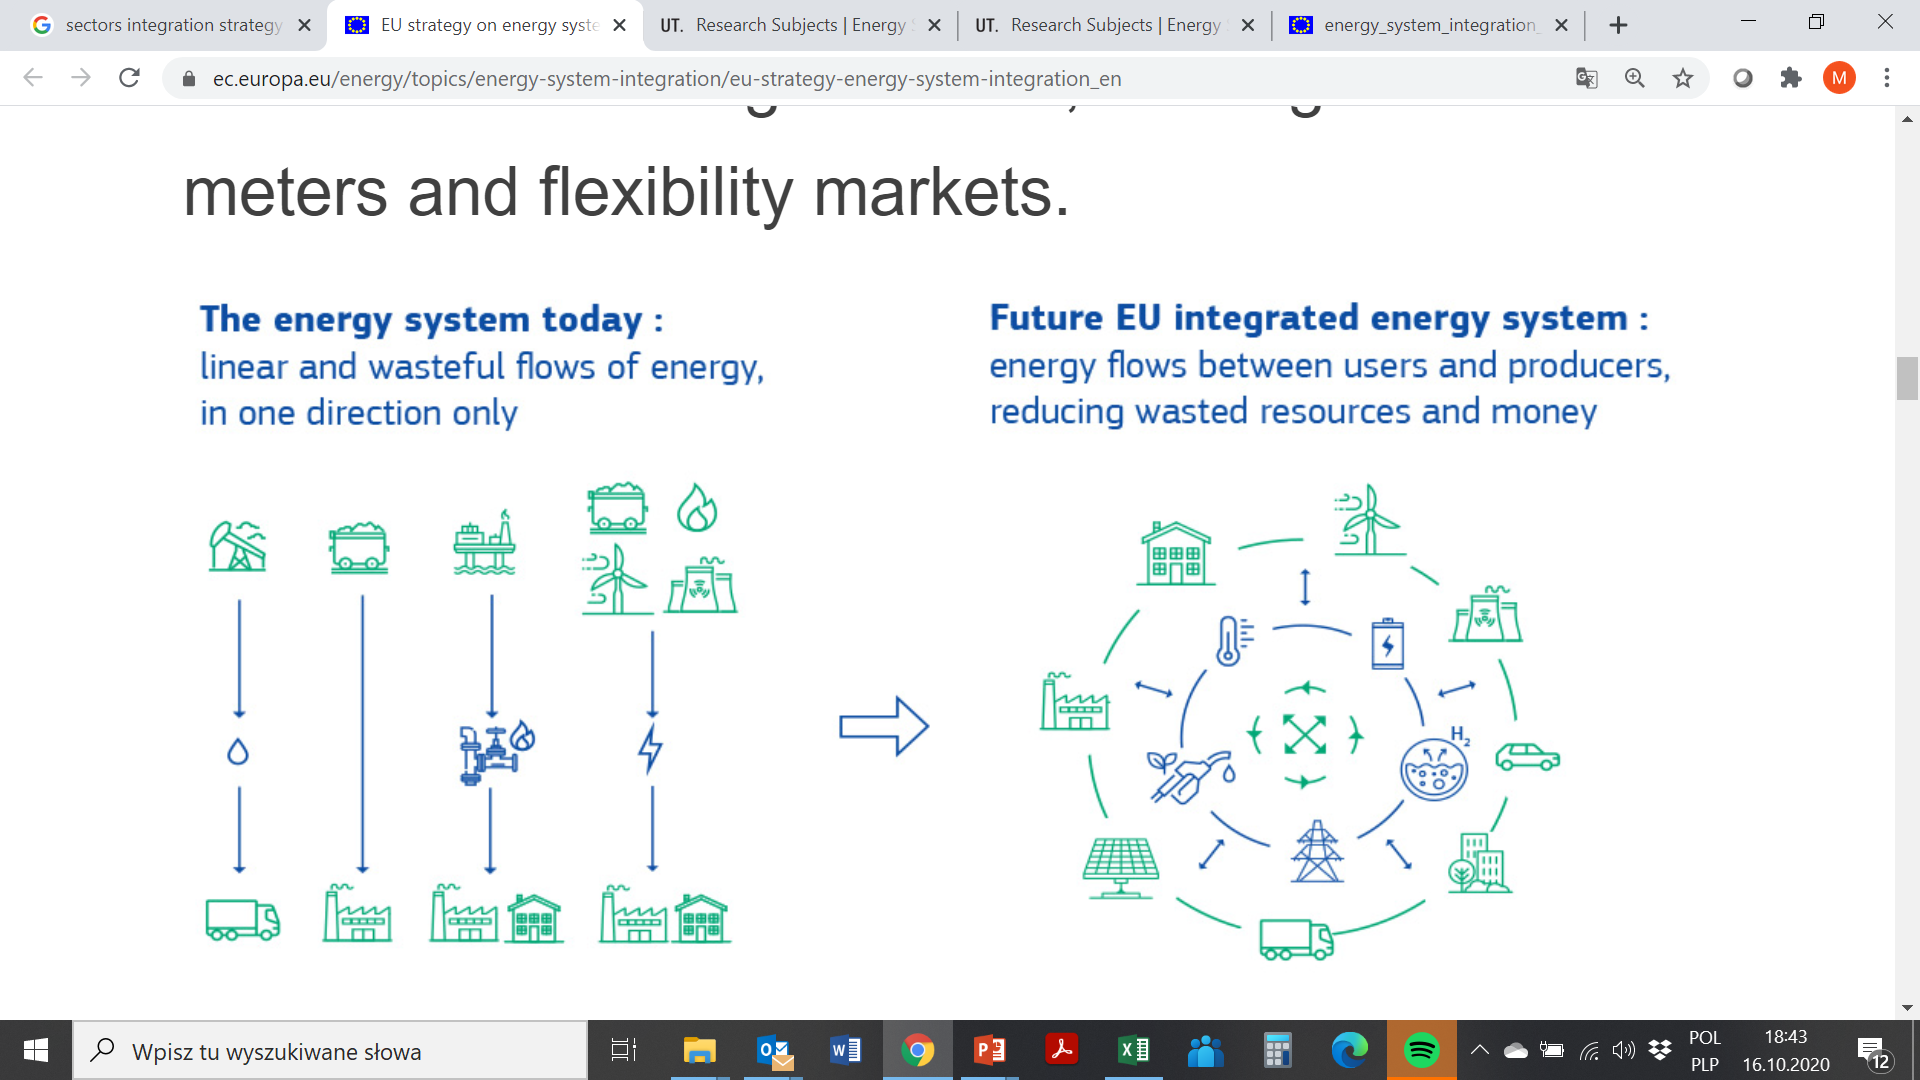 sectors integration strategy
EU strategy on energy syste
UT. Research Subjects | Energy S
UT. Research Subjects | Energy S
energy_system_integration_
ec.europa.eu/energy/topics/energy-system-integration/eu-strategy-energy-system-integration_en
M
meters and flexibility markets.
The energy system today :
linear and wasteful flows of energy,
in one direction only
Future EU integrated energy system :
energy flows between users and producers,
reducing wasted resources and money
H2
Wpisz tu wyszukiwane słowa
POL
PLP
18:43
16.10.2020
12